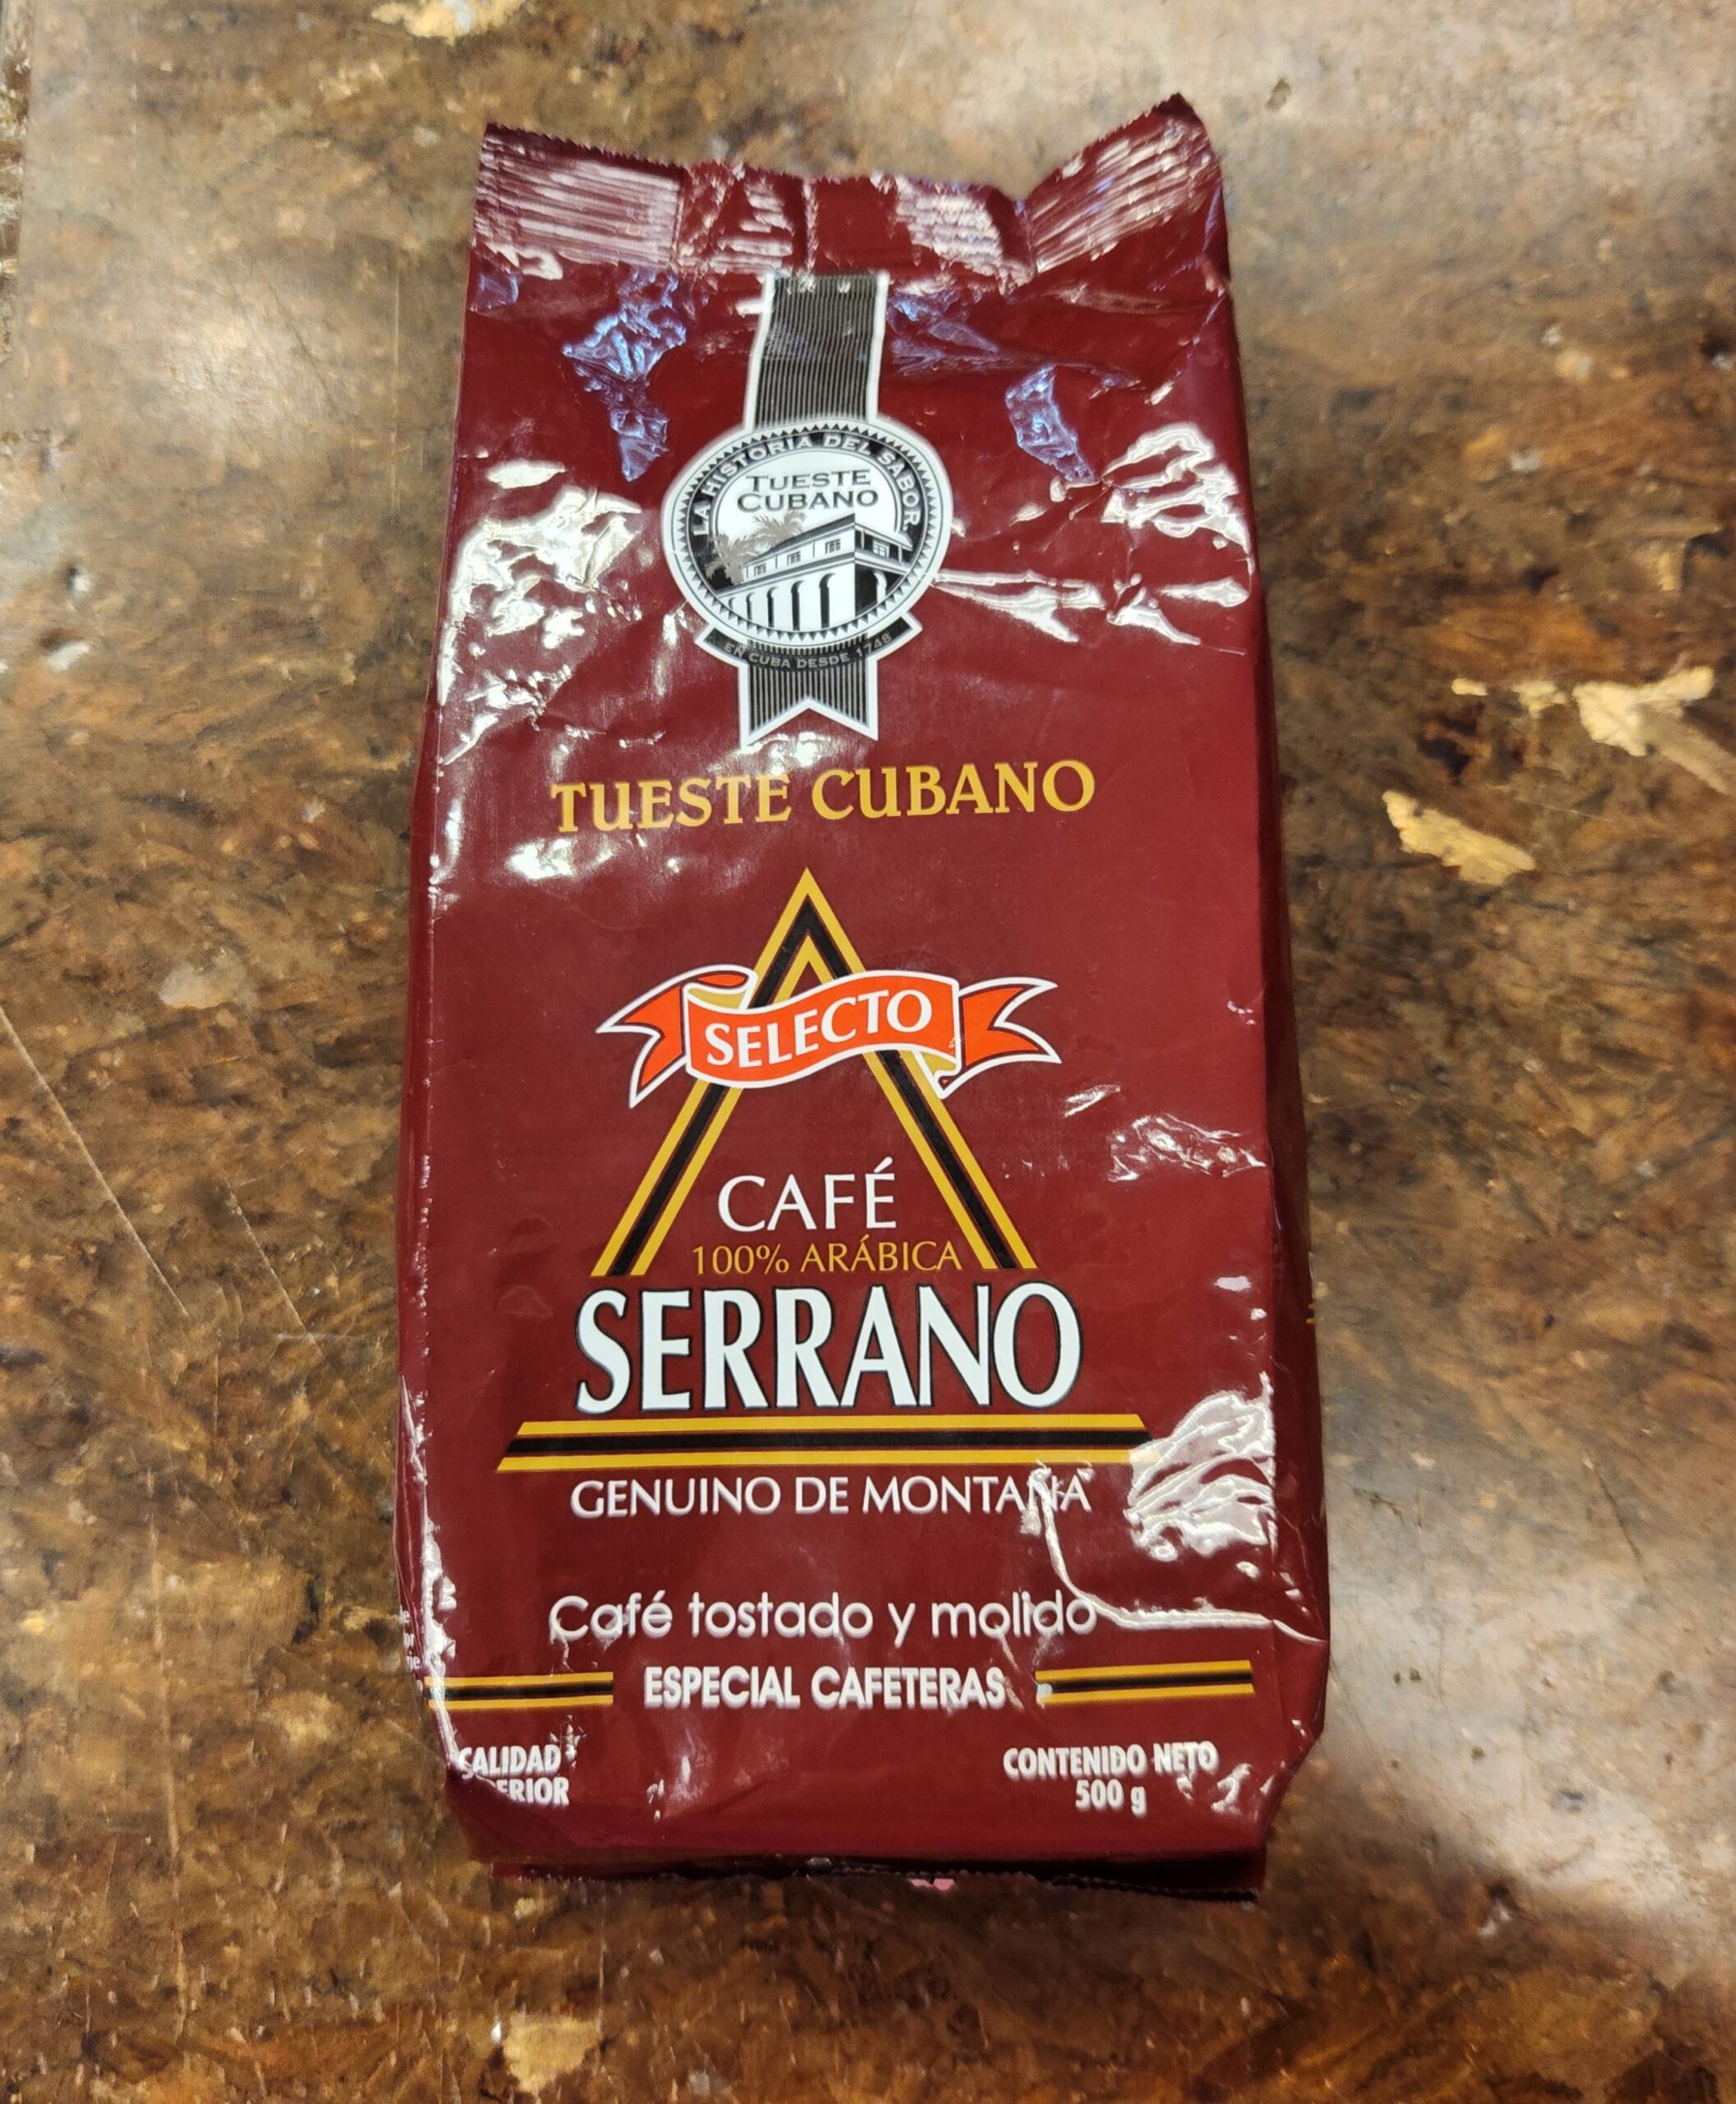 LA HISTORIA DEL SABOR
TUESTE
CUBANO
EN CUBA DESDE 1748
TUESTE CUBANO
SELECTO
CAFÉ
100% ARÁBICA
SERRANO
GENUINO DE MONTAÑA
Café tostado y molido
ESPECIAL CAFETERAS
CALIDAD
CONTENIDO NETO
500 g